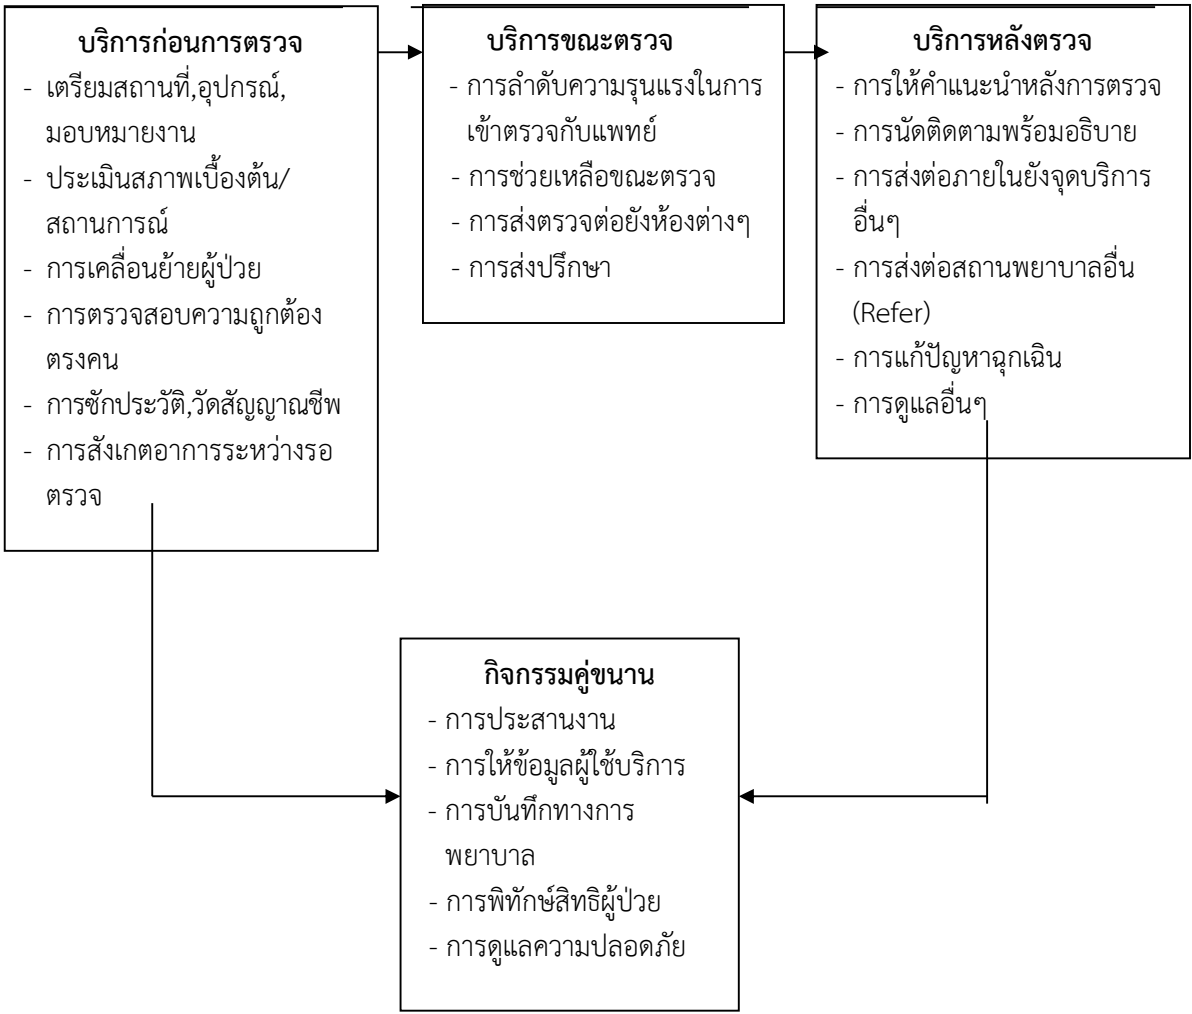 บริการก่อนการตรวจ
- เตรียมสถานที่,อุปกรณ์,
มอบหมายงาน
- ประเมินสภาพเบื้องต้น/
สถานการณ์
- การเคลื่อนย้ายผู้ป่วย
- การตรวจสอบความถูกต้อง
ตรงคน
- การซักประวัติ,วัดสัญญาณชีพ
- การสังเกตอาการระหว่างรอ
ตรวจ
บริการขณะตรวจ
- การลำดับความรุนแรงในการ
เข้าตรวจกับแพทย์
- การช่วยเหลือขณะตรวจ
- การส่งตรวจต่อยังห้องต่างๆ
- การส่งปรึกษา
บริการหลังตรวจ
- การให้คำแนะนำหลังการตรวจ
- การนัดติดตามพร้อมอธิบาย
- การส่งต่อภายในยังจุดบริการ
อื่นๆ
- การส่งต่อสถานพยาบาลอื่น
(Refer)
- การแก้ปัญหาฉุกเฉิน
- การดูแลอื่นๆ
กิจกรรมคู่ขนาน
- การประสานงาน
- การให้ข้อมูลผู้ใช้บริการ
- การบันทึกทางการ
พยาบาล
- การพิทักษ์สิทธิผู้ป่วย
- การดูแลความปลอดภัย